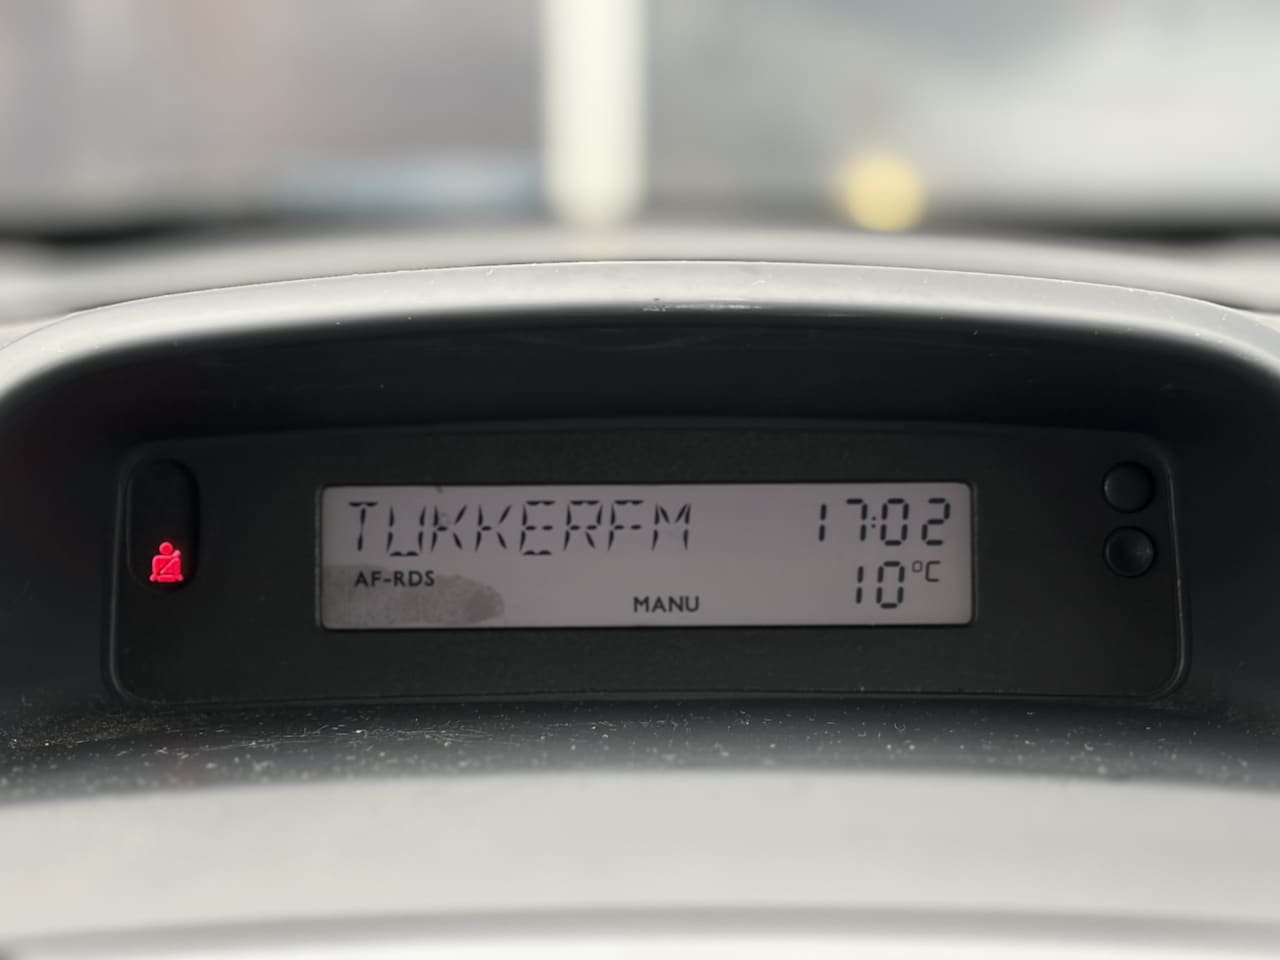 TUKKERFM 17:02
AF-RDS 10°C
MANU